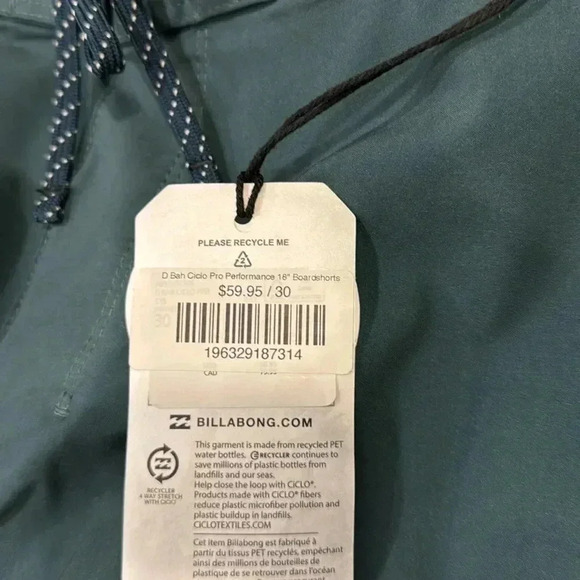 PLEASE RECYCLE ME
2
D Bah Ciclo Pro Performance 18" Boardshorts
$59.95 / 30
30
196329187314
CAD
BILLABONG.COM
This garment is made from recycled PET
water bottles. RECYCLER continues to
save millions of plastic bottles from
landfills and our seas.
Help close the loop with CiCLO®.
Products made with CiCLO® fibers
reduce plastic microfiber pollution and
plastic buildup in landfills.
CICLOTEXTILES.COM
RECYCLER
4 WAY STRETCH
WITH CICLO
Cet item Billabong est fabriqué à
partir du tissus PET recyclés, empêchant
ainsi des millions de bouteilles de
plastique de se retrouver dans l'océan